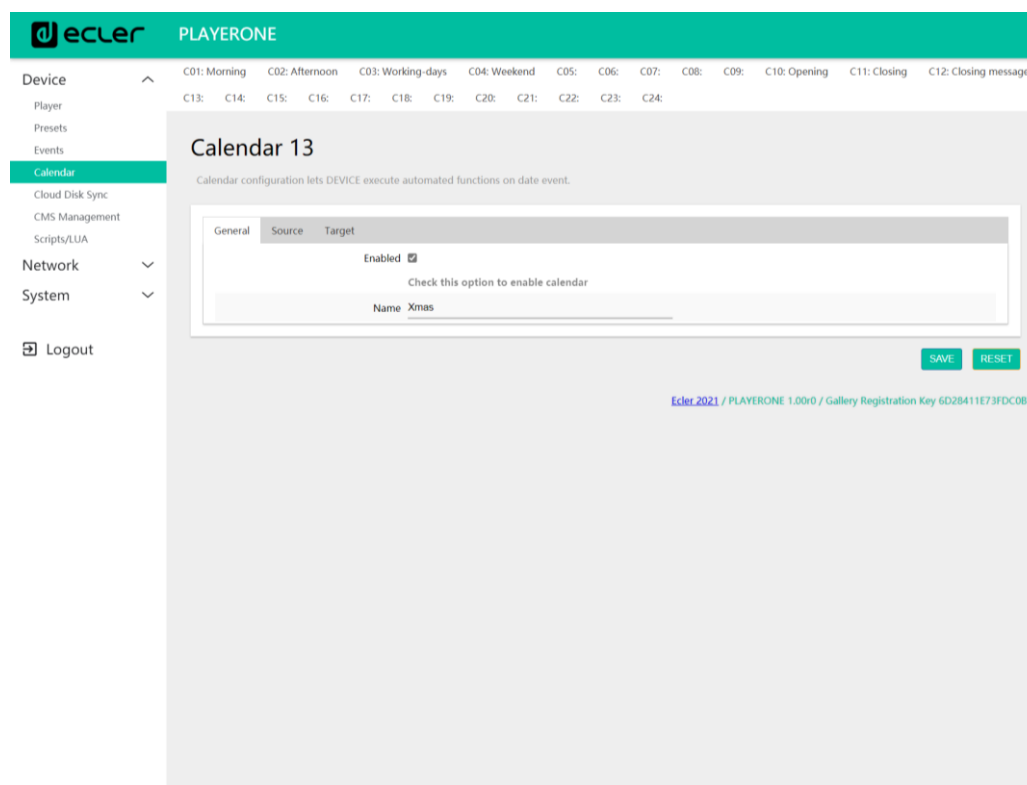 ecler
PLAYERONE
Device
Player
Presets
Events
Calendar
Cloud Disk Sync
CMS Management
Scripts/LUA
Network
System
Logout
C01: Morning C02: Afternoon C03: Working-days C04: Weekend C05: C06: C07: C08: C09: C10: Opening C11: Closing C12: Closing message
C13: C14: C15: C16: C17: C18: C19: C20: C21: C22: C23: C24:
Calendar 13
Calendar configuration lets DEVICE execute automated functions on date event.
General Source Target
Enabled
Check this option to enable calendar
Name Xmas
SAVE RESET
Ecler 2021 / PLAYERONE 1.00r0 / Gallery Registration Key 6D28411E73FDC0B